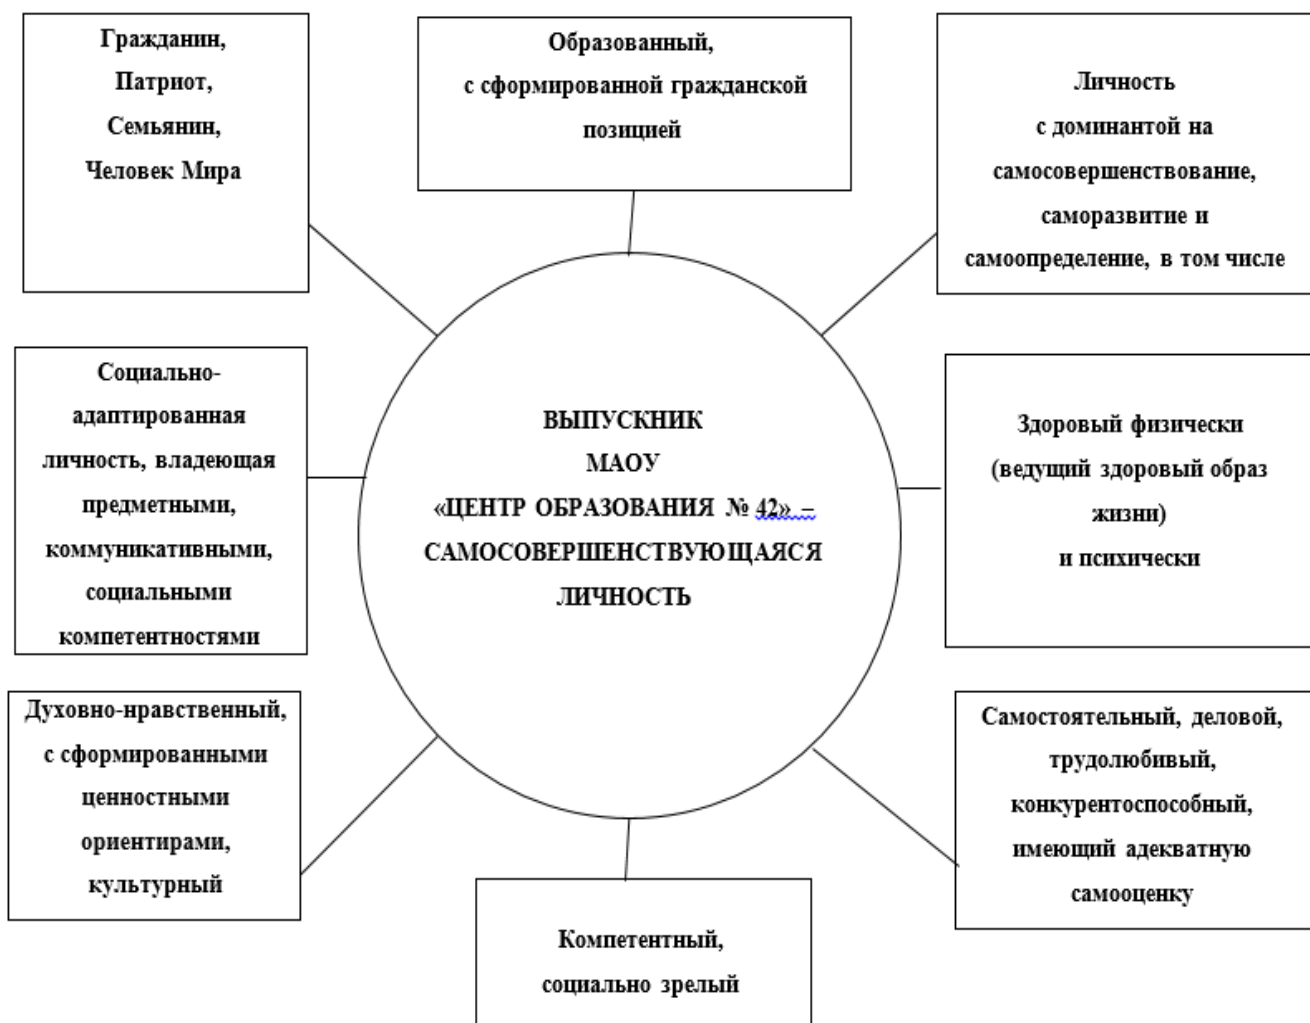 Гражданин,
Патриот,
Семьянин,
Человек Мира
Образованный,
с сформированной гражданской
позицией
Личность
с доминантой на
самосовершенствование,
саморазвитие и
самоопределение, в том числе
Социально-
адаптированная
личность, владеющая
предметными,
коммуникативными,
социальными
компетентностями
ВЫПУСКНИК
МАОУ
«ЦЕНТР ОБРАЗОВАНИЯ № 42» –
САМОСОВЕРШЕНСТВУЮЩАЯСЯ
ЛИЧНОСТЬ
Здоровый физически
(ведущий здоровый образ
жизни)
и психически
Духовно-нравственный,
с сформированными
ценностными
ориентирами,
культурный
Компетентный,
социально зрелый
Самостоятельный, деловой,
трудолюбивый,
конкурентоспособный,
имеющий адекватную
самооценку